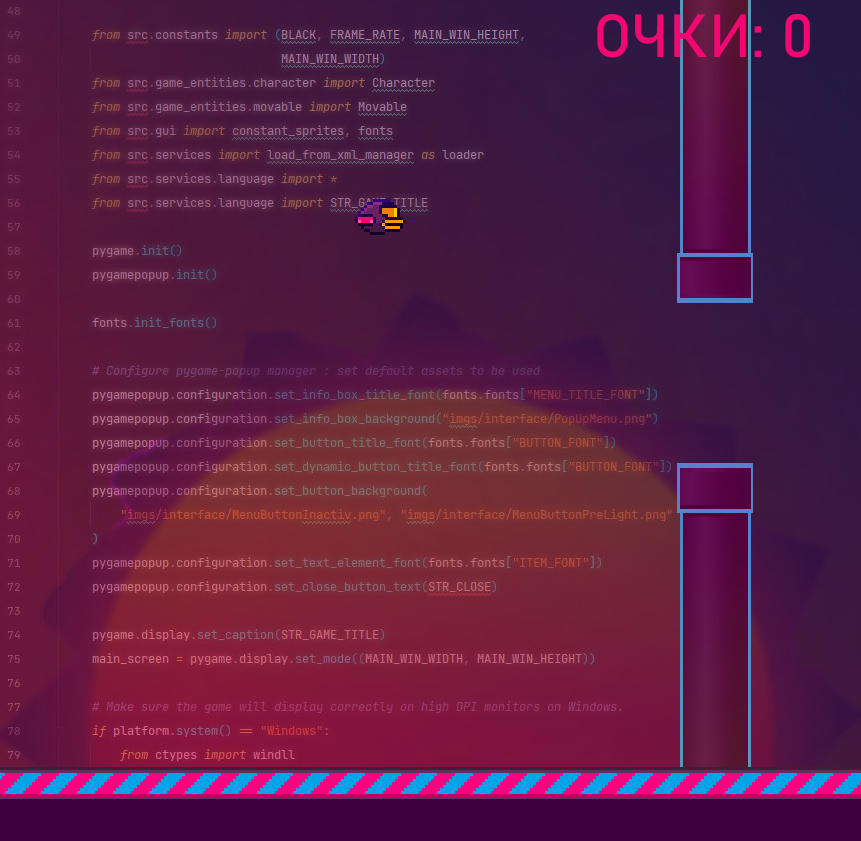 ОЧКИ: 0
48
49 from src.constants import (BLACK, FRAME_RATE, MAIN_WIN_HEIGHT,
50 MAIN_WIN_WIDTH)
51 from src.game_entities.character import Character
52 from src.game_entities.movable import Movable
53 from src.gui import constant_sprites, fonts
54 from src.services import load_from_xml_manager as loader
55 from src.services.language import *
56 from src.services.language import STR_GAME_TITLE
57
58 pygame.init()
59 pygamepopup.init()
60
61 fonts.init_fonts()
62
63 # Configure pygame-popup manager : set default assets to be used
64 pygamepopup.configuration.set_info_box_title_font(fonts.fonts["MENU_TITLE_FONT"])
65 pygamepopup.configuration.set_info_box_background("imgs/interface/PopUpMenu.png")
66 pygamepopup.configuration.set_button_title_font(fonts.fonts["BUTTON_FONT"])
67 pygamepopup.configuration.set_dynamic_button_title_font(fonts.fonts["BUTTON_FONT"])
68 pygamepopup.configuration.set_button_background(
69 "imgs/interface/MenuButtonInactiv.png", "imgs/interface/MenuButtonPreLight.png"
70 )
71 pygamepopup.configuration.set_text_element_font(fonts.fonts["ITEM_FONT"])
72 pygamepopup.configuration.set_close_button_text(STR_CLOSE)
73
74 pygame.display.set_caption(STR_GAME_TITLE)
75 main_screen = pygame.display.set_mode((MAIN_WIN_WIDTH, MAIN_WIN_HEIGHT))
76
77 # Make sure the game will display correctly on high DPI monitors on Windows.
78 if platform.system() == "Windows":
79 from ctypes import windll